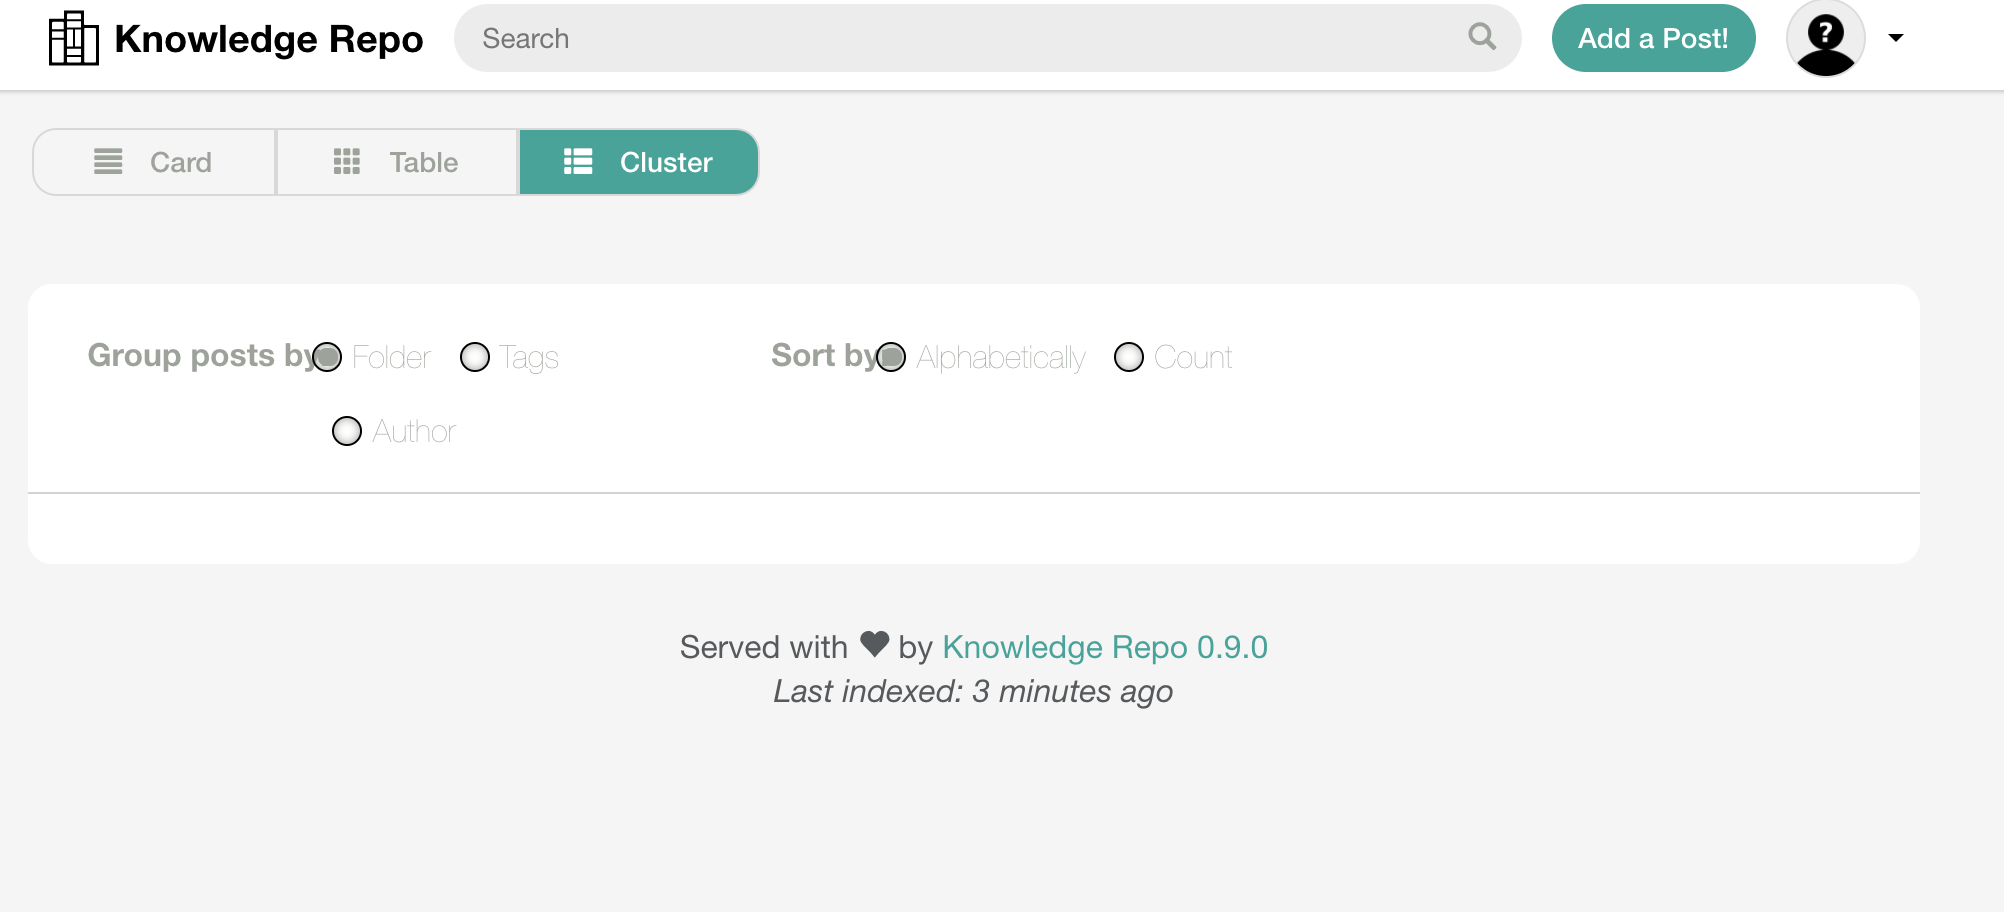 Knowledge Repo Search Add a Post!
Card Table Cluster
Group posts by Folder Tags Sort by Alphabetically Count
Author
Served with ♥ by Knowledge Repo 0.9.0
Last indexed: 3 minutes ago